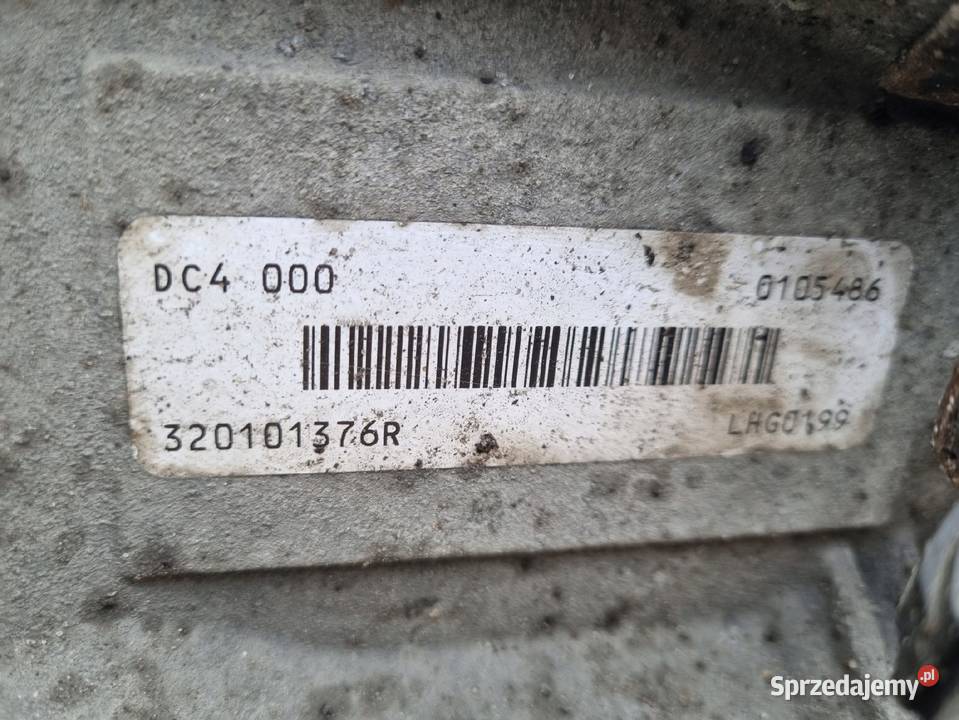 DC4 000 0105486
320101376R LHG0199
Sprzedajemy.pl